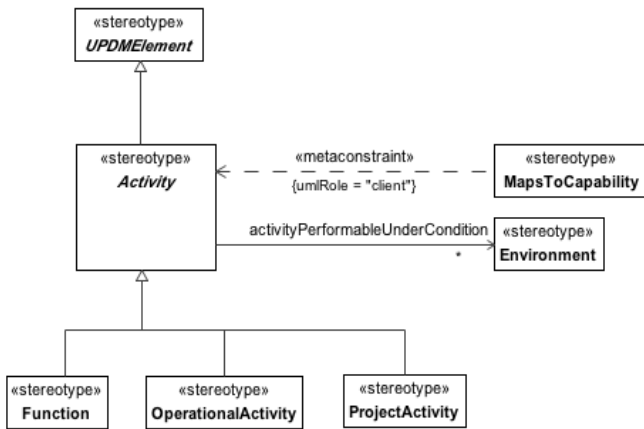 «stereotype»
UPDMElement
«stereotype»
Activity
«metaconstraint»
{umlRole = "client"}
«stereotype»
MapsToCapability
activityPerformableUnderCondition
*
«stereotype»
Environment
«stereotype»
Function
«stereotype»
OperationalActivity
«stereotype»
ProjectActivity